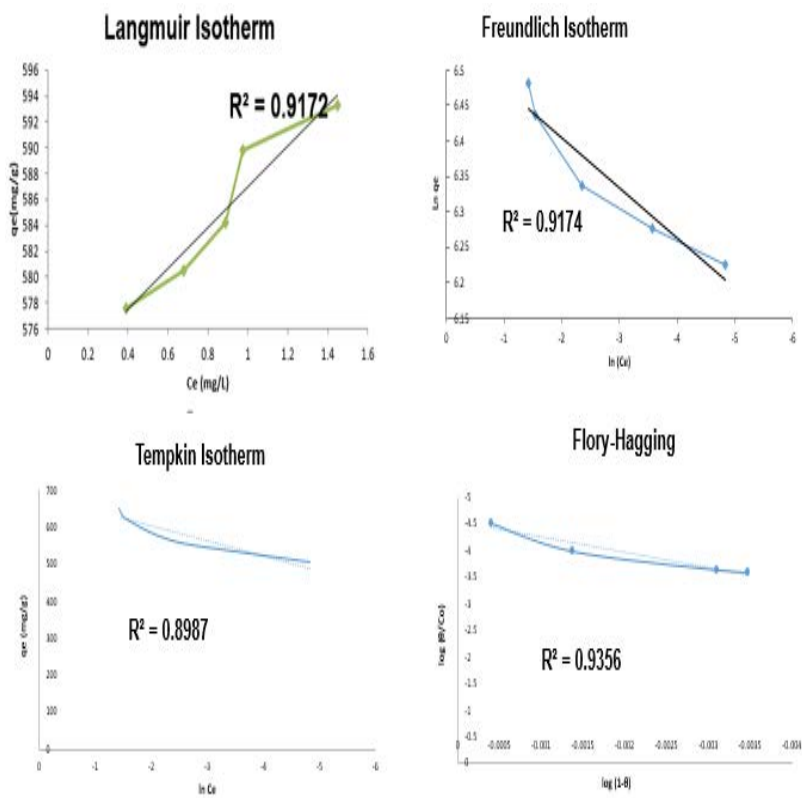 Langmuir Isotherm
596
594
592
590
588
586
584
582
580
578
576
qe(mg/g)
R² = 0.9172
0 0.2 0.4 0.6 0.8 1 1.2 1.4 1.6
Ce (mg/L)
Freundlich Isotherm
6.5
6.45
6.4
6.35
6.3
6.25
6.2
6.15
Ln qe
R² = 0.9174
0 -1 -2 -3 -4 -5 -6
ln (Ce)
Tempkin Isotherm
700
600
500
400
300
200
100
0
qe (mg/g)
R² = 0.8987
0 -1 -2 -3 -4 -5 -6
ln Ce
Flory-Hagging
-5
-4.5
-4
-3.5
-3
-2.5
-2
-1.5
-1
-0.5
0
log (θ/Co)
R² = 0.9356
0 -0.0005 -0.001 -0.0015 -0.002 -0.0025 -0.003 -0.0035 -0.004
log (1-θ)